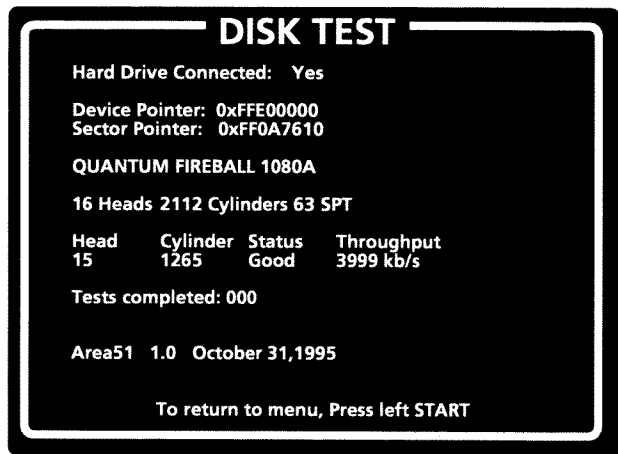 DISK TEST
Hard Drive Connected: Yes
Device Pointer: 0xFFE00000
Sector Pointer: 0xFF0A7610
QUANTUM FIREBALL 1080A
16 Heads 2112 Cylinders 63 SPT
Head Cylinder Status Throughput
15 1265 Good 3999 kb/s
Tests completed: 000
Area51 1.0 October 31,1995
To return to menu, Press left START